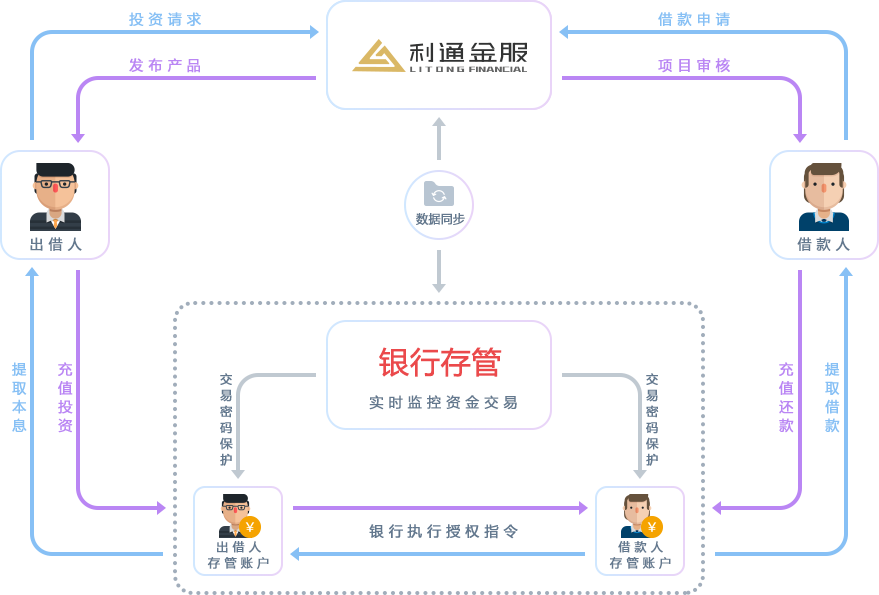 投资请求
借款申请
利通金服
LITONG FINANCIAL
发布产品
项目审核
数据同步
出借人
借款人
银行存管
实时监控资金交易
提取本息
充值投资
交易密码保护
交易密码保护
充值还款
提取借款
银行执行授权指令
¥
出借人
存管账户
¥
借款人
存管账户